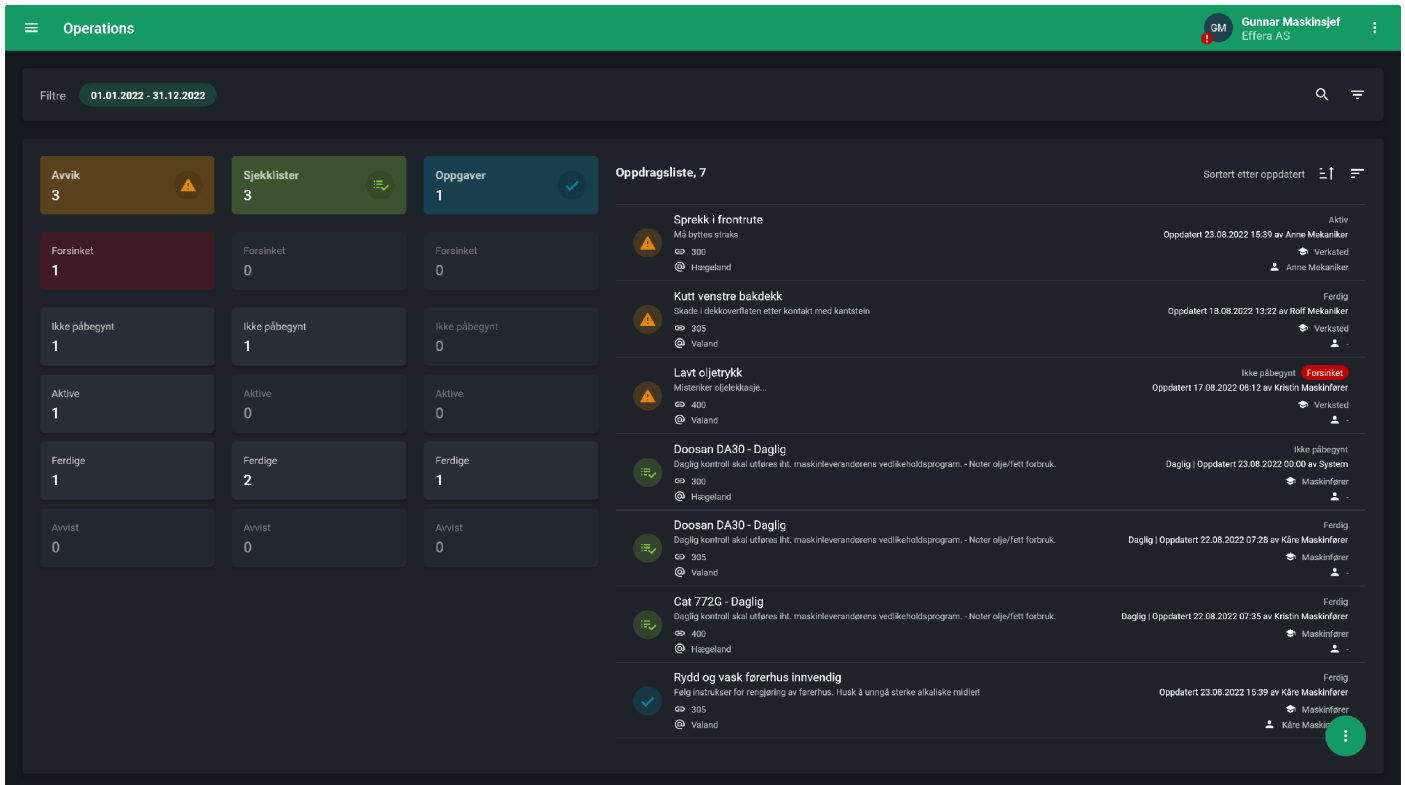 Operations
GM
Gunnar Maskinsjef
Effera AS
Filtre
01.01.2022 - 31.12.2022
Avvik
3
Sjekklister
3
Oppgaver
1
Forsinket
1
Forsinket
0
Forsinket
0
Ikke påbegynt
1
Ikke påbegynt
1
Ikke påbegynt
0
Aktive
1
Aktive
0
Aktive
0
Ferdige
1
Ferdige
2
Ferdige
1
Avvist
0
Avvist
0
Avvist
0
Oppdragsliste, 7
Sortert etter oppdatert
Sprekk i frontrute
Aktiv
Må byttes straks
Oppdatert 23.08.2022 15:39 av Anne Mekaniker
300
Verksted
Hægeland
Anne Mekaniker
Kutt venstre bakdekk
Ferdig
Skade i dekkoverflaten etter kontakt med kantstein
Oppdatert 18.08.2022 13:22 av Rolf Mekaniker
305
Verksted
Valand
-
Lavt oljetrykk
Ikke påbegynt Forsinket
Mistenker oljelekkasje...
Oppdatert 17.08.2022 08:12 av Kristin Maskinfører
400
Verksted
Valand
-
Doosan DA30 - Daglig
Ikke påbegynt
Daglig kontroll skal utføres iht. maskinleverandørens vedlikeholdsprogram. - Noter olje/fett forbruk.
Daglig | Oppdatert 23.08.2022 00:00 av System
300
Maskinfører
Hægeland
-
Doosan DA30 - Daglig
Ferdig
Daglig kontroll skal utføres iht. maskinleverandørens vedlikeholdsprogram. - Noter olje/fett forbruk.
Daglig | Oppdatert 22.08.2022 07:28 av Kåre Maskinfører
305
Maskinfører
Valand
-
Cat 772G - Daglig
Ferdig
Daglig kontroll skal utføres iht. maskinleverandørens vedlikeholdsprogram. - Noter olje/fett forbruk.
Daglig | Oppdatert 22.08.2022 07:35 av Kristin Maskinfører
400
Maskinfører
Hægeland
-
Rydd og vask førerhus innvendig
Ferdig
Følg instrukser for rengjøring av førerhus. Husk å unngå sterke alkaliske midler!
Oppdatert 23.08.2022 15:39 av Kåre Maskinfører
305
Maskinfører
Valand
Kåre